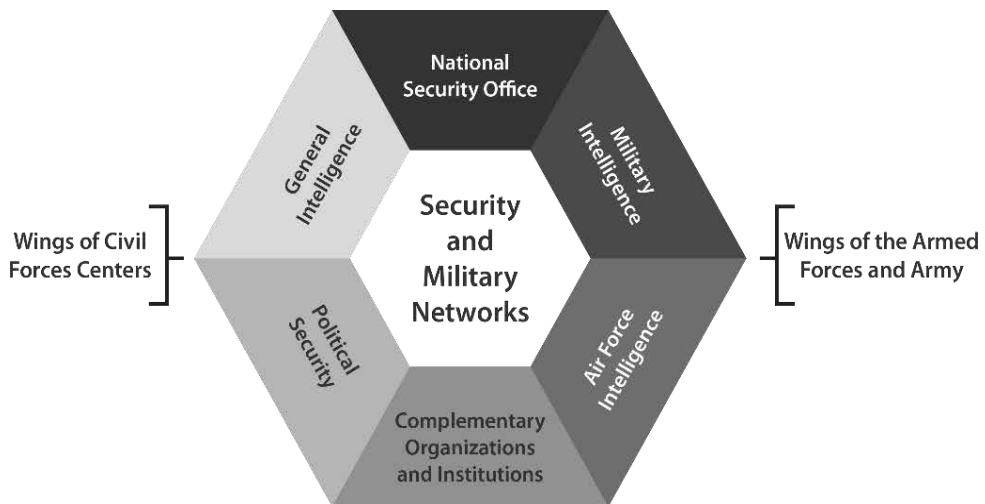 National
Security Office
General
Intelligence
Military
Intelligence
Security
and
Military
Networks
Wings of Civil
Forces Centers
Wings of the Armed
Forces and Army
Political
Security
Air Force
Intelligence
Complementary
Organizations
and Institutions